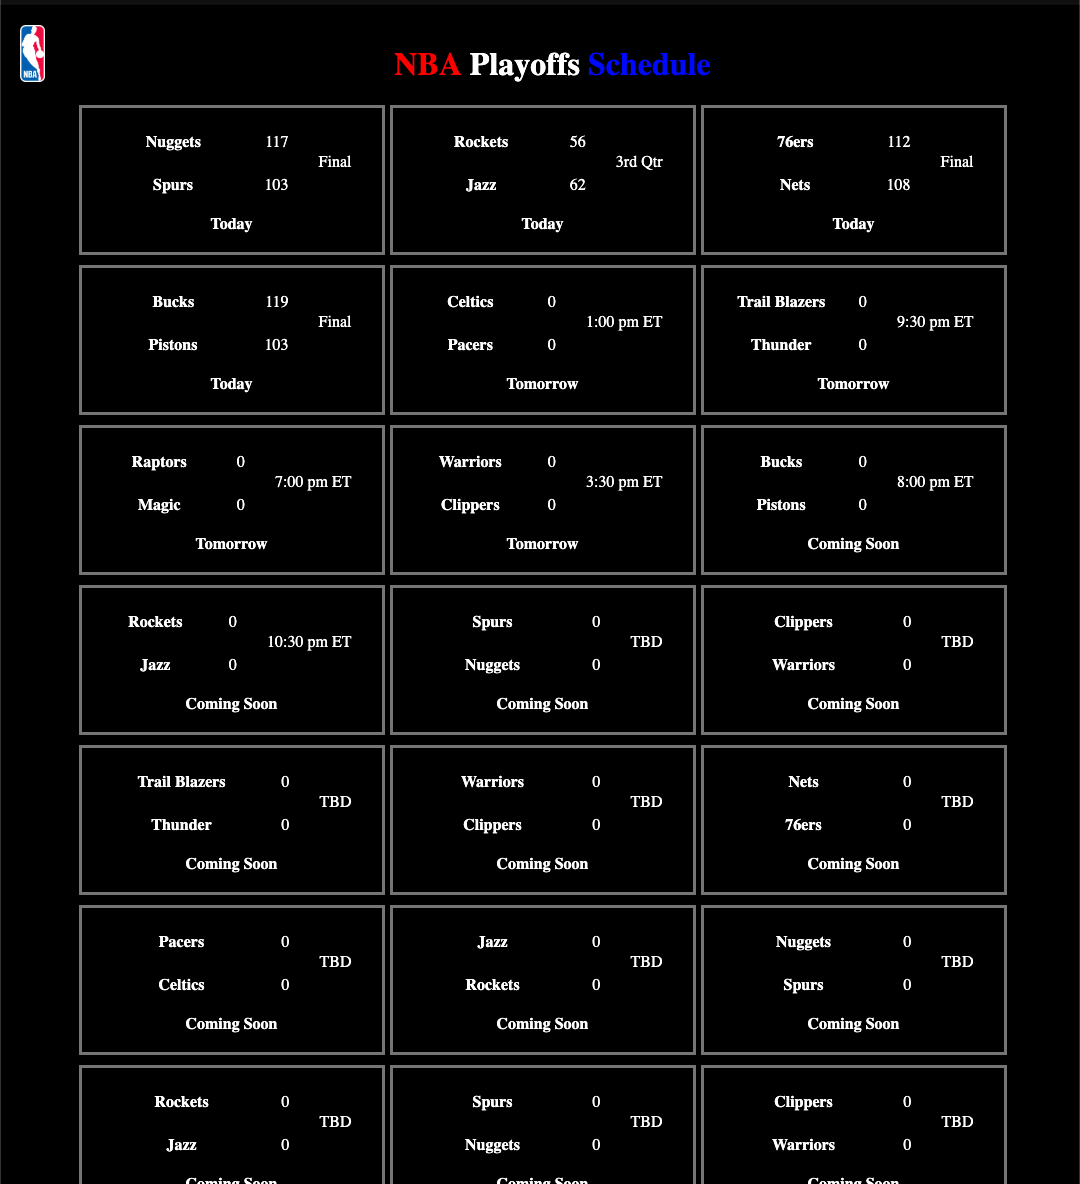 NBA
NBA Playoffs Schedule
Nuggets 117
Final
Spurs 103
Today
Rockets 56
3rd Qtr
Jazz 62
Today
76ers 112
Final
Nets 108
Today
Bucks 119
Final
Pistons 103
Today
Celtics 0
1:00 pm ET
Pacers 0
Tomorrow
Trail Blazers 0
9:30 pm ET
Thunder 0
Tomorrow
Raptors 0
7:00 pm ET
Magic 0
Tomorrow
Warriors 0
3:30 pm ET
Clippers 0
Tomorrow
Bucks 0
8:00 pm ET
Pistons 0
Coming Soon
Rockets 0
10:30 pm ET
Jazz 0
Coming Soon
Spurs 0
TBD
Nuggets 0
Coming Soon
Clippers 0
TBD
Warriors 0
Coming Soon
Trail Blazers 0
TBD
Thunder 0
Coming Soon
Warriors 0
TBD
Clippers 0
Coming Soon
Nets 0
TBD
76ers 0
Coming Soon
Pacers 0
TBD
Celtics 0
Coming Soon
Jazz 0
TBD
Rockets 0
Coming Soon
Nuggets 0
TBD
Spurs 0
Coming Soon
Rockets 0
TBD
Jazz 0
Coming Soon
Spurs 0
TBD
Nuggets 0
Coming Soon
Clippers 0
TBD
Warriors 0
Coming Soon